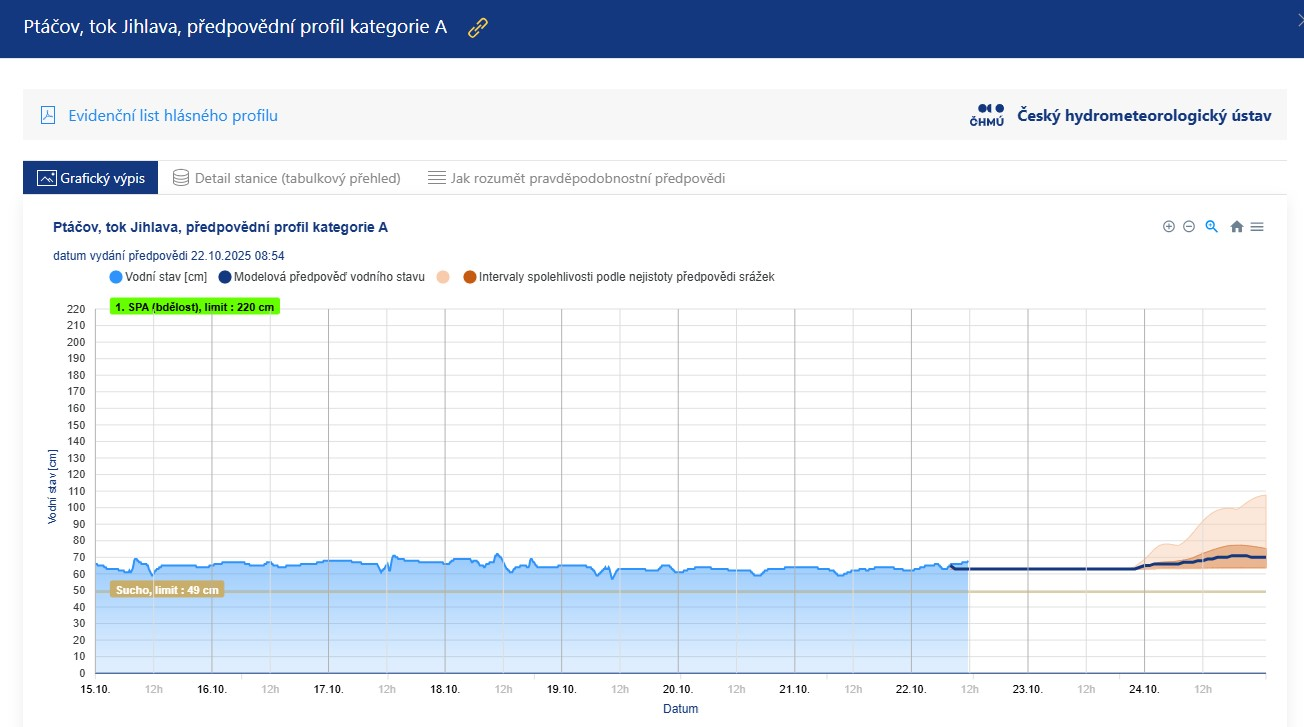 Ptáčov, tok Jihlava, předpovědní profil kategorie A
Evidenční list hlásného profilu
ČHMÚ Český hydrometeorologický ústav
Grafický výpis Detail stanice (tabulkový přehled) Jak rozumět pravděpodobnostní předpovědi
Ptáčov, tok Jihlava, předpovědní profil kategorie A
datum vydání předpovědi 22.10.2025 08:54
Vodní stav [cm] Modelová předpověď vodního stavu Intervaly spolehlivosti podle nejistoty předpovědi srážek
1. SPA (bdělost), limit : 220 cm
220
210
200
190
180
170
160
150
140
130
120
110
100
90
80
70
60
50
40
30
20
10
0
Vodní stav [cm]
Sucho, limit : 49 cm
15.10. 12h 16.10. 12h 17.10. 12h 18.10. 12h 19.10. 12h 20.10. 12h 21.10. 12h 22.10. 12h 23.10. 12h 24.10. 12h
Datum